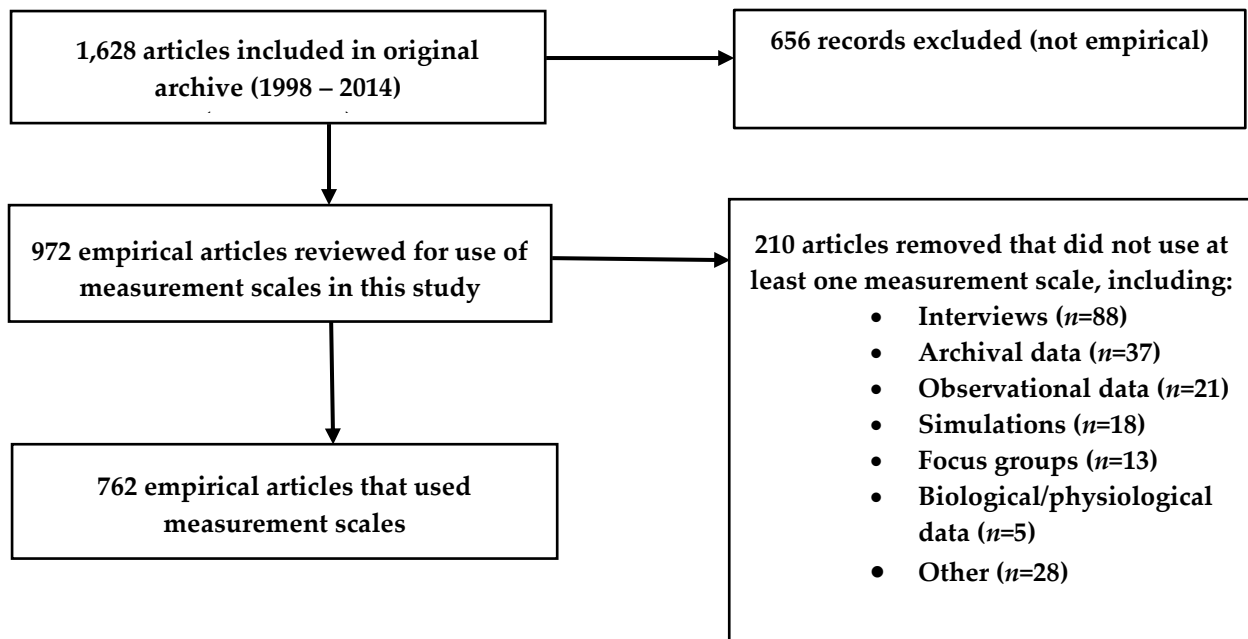 1,628 articles included in original
archive (1998 – 2014)
656 records excluded (not empirical)
972 empirical articles reviewed for use of
measurement scales in this study
210 articles removed that did not use at
least one measurement scale, including:
• Interviews (n=88)
• Archival data (n=37)
• Observational data (n=21)
• Simulations (n=18)
• Focus groups (n=13)
• Biological/physiological
data (n=5)
• Other (n=28)
762 empirical articles that used
measurement scales